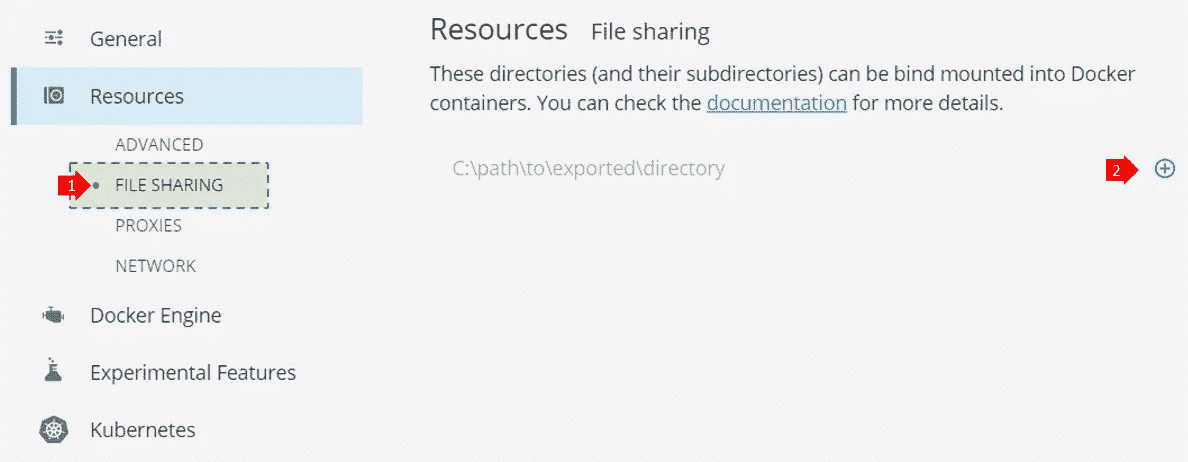 General
Resources
ADVANCED
1
FILE SHARING
PROXIES
NETWORK
Docker Engine
Experimental Features
Kubernetes
Resources File sharing
These directories (and their subdirectories) can be bind mounted into Docker
containers. You can check the documentation for more details.
C:\path\to\exported\directory
2